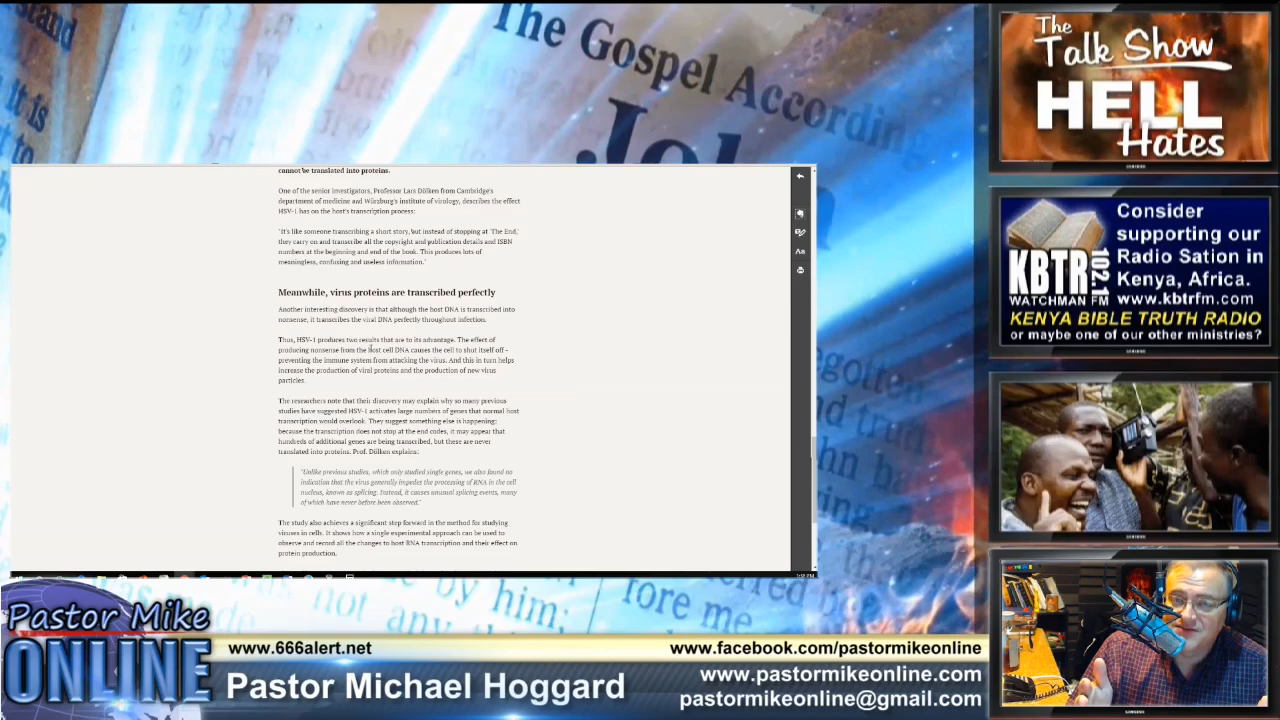 stand
it is
The Gospel According
John
The
Talk Show
HELL
Hates
SAMSUNG
cannot be translated into proteins.
One of the senior investigators, Professor Lars Dölken from Cambridge's
department of medicine and Würzburg's institute of virology, describes the effect
HSV-1 has on the host's transcription process:
"It's like someone transcribing a short story, but instead of stopping at 'The End,'
they carry on and transcribe all the copyright and publication details and ISBN
numbers at the beginning and end of the book. This produces lots of
meaningless, confusing and useless information."
Meanwhile, virus proteins are transcribed perfectly
Another interesting discovery is that although the host DNA is transcribed into
nonsense, it transcribes the viral DNA perfectly throughout infection.
Thus, HSV-1 produces two results that are to its advantage. The effect of
producing nonsense from the host cell DNA causes the cell to shut itself off -
preventing the immune system from attacking the virus. And this in turn helps
increase the production of viral proteins and the production of new virus
particles.
The researchers note that their discovery may explain why so many previous
studies have suggested HSV-1 activates large numbers of genes that normal host
transcription would overlook. They suggest something else is happening:
because the transcription does not stop at the end codes, it may appear that
hundreds of additional genes are being transcribed, but these are never
translated into proteins. Prof. Dölken explains:
"Unlike previous studies, which only studied single genes, we also found no
indication that the virus generally impedes the processing of RNA in the cell
nucleus, known as splicing. Instead, it causes unusual splicing events, many
of which have never before been observed."
The study also achieves a significant step forward in the method for studying
viruses in cells. It shows how a single experimental approach can be used to
observe and record all the changes to host RNA transcription and their effect on
protein production.
Aa
1:38 PM
KBTR
102.1
WATCHMAN FM
Consider
supporting our
Radio Sation in
Kenya, Africa.
www.kbtrfm.com
KENYA BIBLE TRUTH RADIO
or maybe one of our other ministries?
SAMSUNG
SAMSUNG
was not any
by him;
fore me
Pastor Mike
ONLINE
www.666alert.net
www.facebook.com/pastormikeonline
Pastor Michael Hoggard
www.pastormikeonline.com
pastormikeonline@gmail.com
SAMSUNG